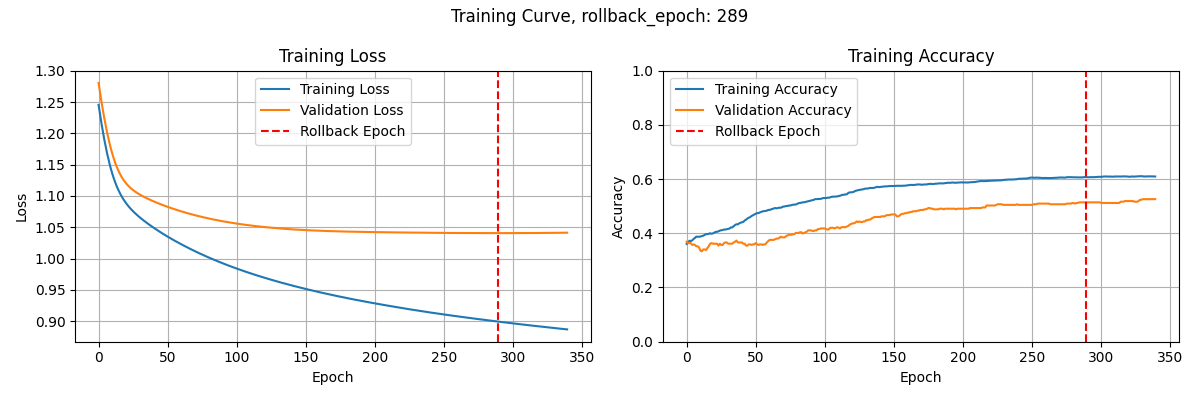 Training Curve, rollback_epoch: 289
Training Loss
Training Loss
Validation Loss
Rollback Epoch
1.30
1.25
1.20
1.15
1.10
1.05
1.00
0.95
0.90
Loss
0 50 100 150 200 250 300 350
Epoch
Training Accuracy
Training Accuracy
Validation Accuracy
Rollback Epoch
1.0
0.8
0.6
0.4
0.2
0.0
Accuracy
0 50 100 150 200 250 300 350
Epoch